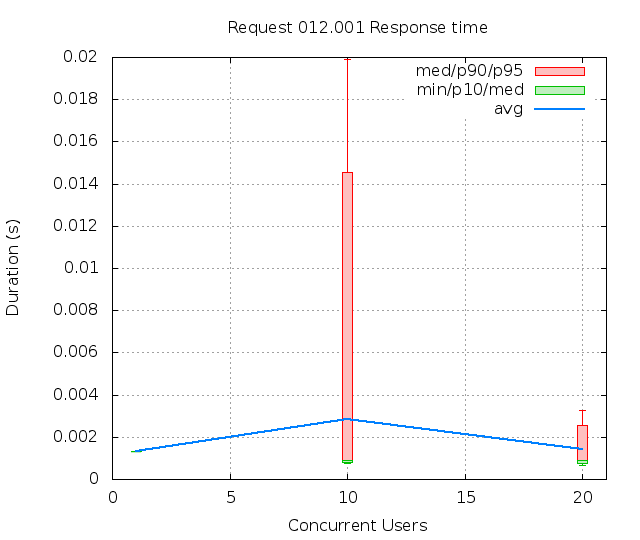 Request 012.001 Response time
med/p90/p95
min/p10/med
avg
Duration (s)
0.02
0.018
0.016
0.014
0.012
0.01
0.008
0.006
0.004
0.002
0
0 5 10 15 20
Concurrent Users